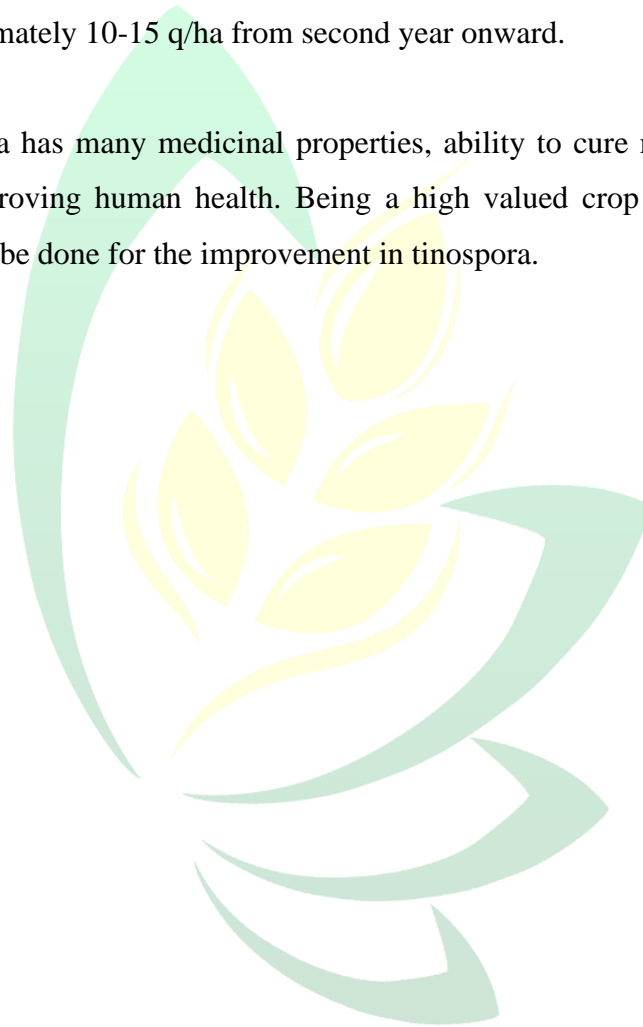 mately 10-15 q/ha from second year onward.
a has many medicinal properties, ability to cure
roving human health. Being a high valued crop
be done for the improvement in tinospora.